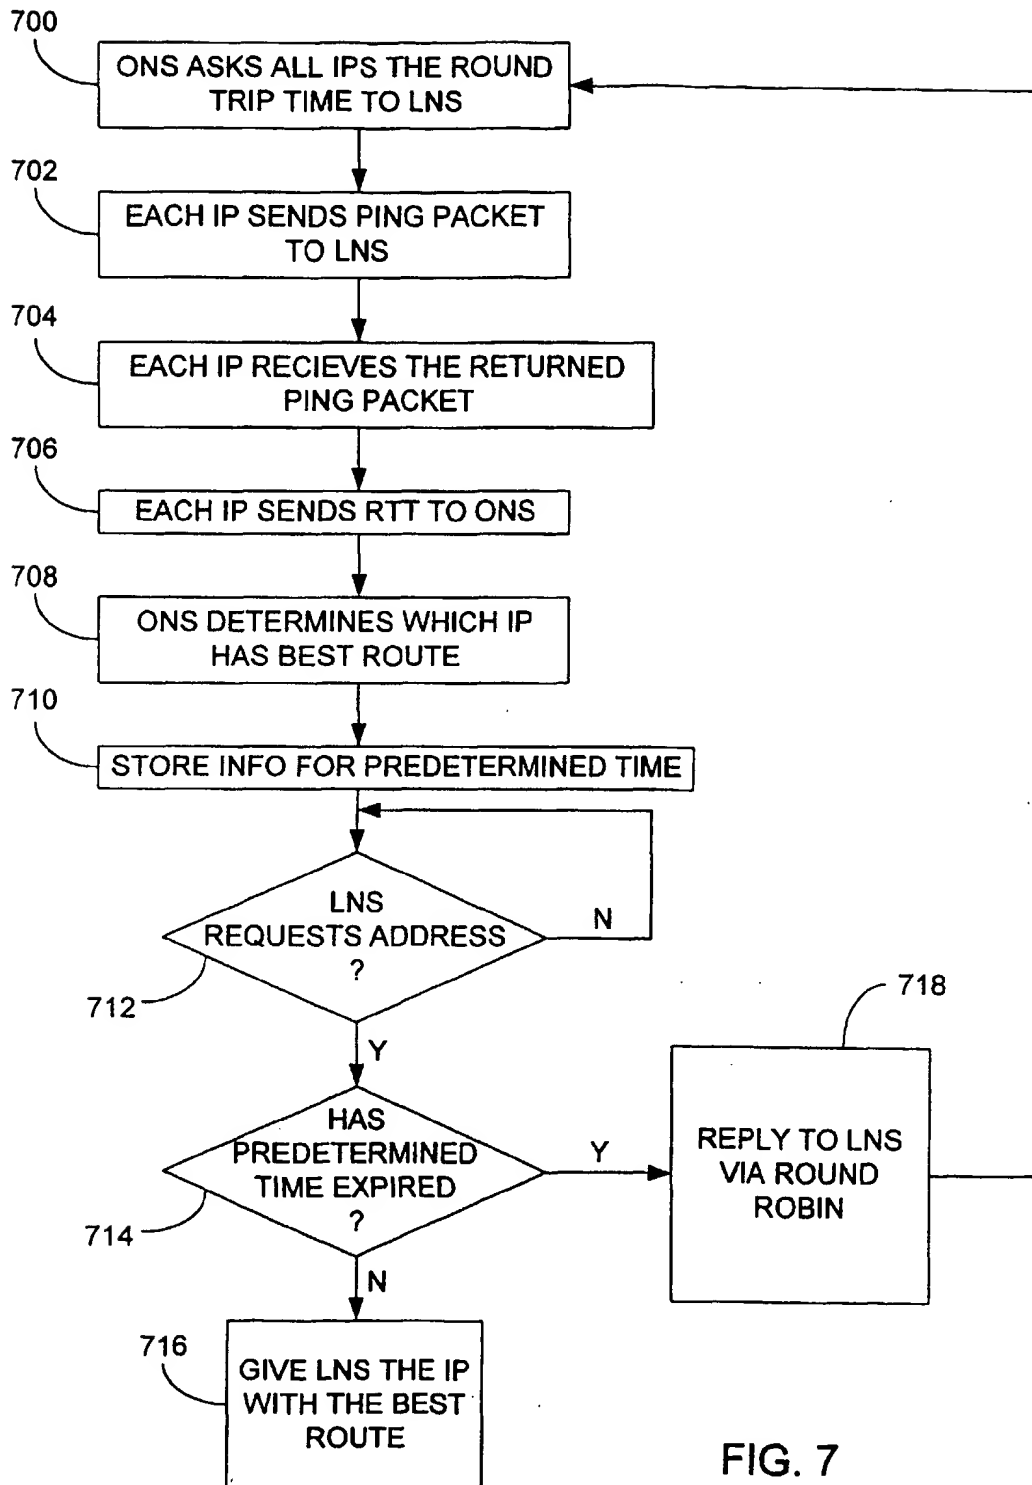 700
ONS ASKS ALL IPS THE ROUND
TRIP TIME TO LNS
702
EACH IP SENDS PING PACKET
TO LNS
704
EACH IP RECIEVES THE RETURNED
PING PACKET
706
EACH IP SENDS RTT TO ONS
708
ONS DETERMINES WHICH IP
HAS BEST ROUTE
710
STORE INFO FOR PREDETERMINED TIME
LNS
REQUESTS ADDRESS
?
N
712
Y
718
HAS
PREDETERMINED
TIME EXPIRED
?
Y
714
REPLY TO LNS
VIA ROUND
ROBIN
N
716
GIVE LNS THE IP
WITH THE BEST
ROUTE
FIG. 7